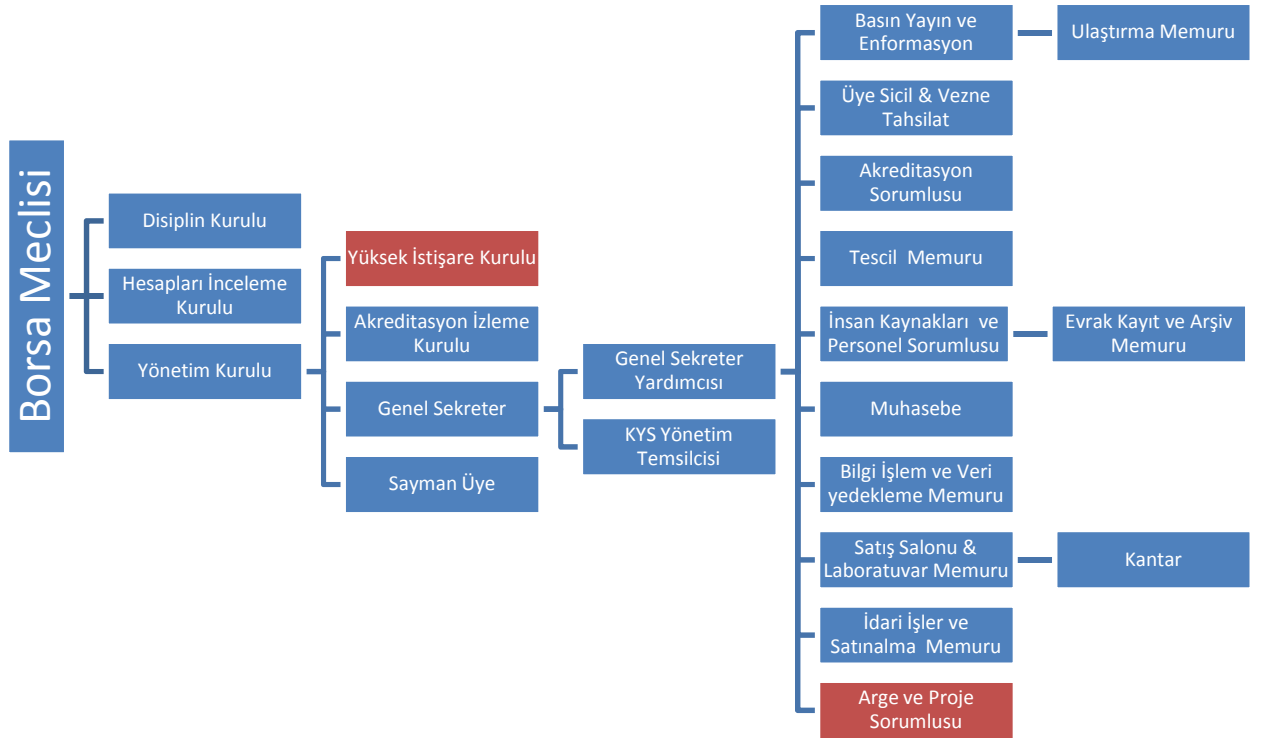 Borsa Meclisi
Disiplin Kurulu
Hesapları İnceleme
Kurulu
Yönetim Kurulu
Yüksek İstişare Kurulu
Akreditasyon İzleme
Kurulu
Genel Sekreter
Sayman Üye
Genel Sekreter
Yardımcısı
KYS Yönetim
Temsilcisi
Basın Yayın ve
Enformasyon
Ulaştırma Memuru
Üye Sicil & Vezne
Tahsilat
Akreditasyon
Sorumlusu
Tescil  Memuru
İnsan Kaynakları  ve
Personel Sorumlusu
Evrak Kayıt ve Arşiv
Memuru
Muhasebe
Bilgi İşlem ve Veri
yedekleme Memuru
Satış Salonu &
Laboratuvar Memuru
Kantar
İdari İşler ve
Satınalma  Memuru
Arge ve Proje
Sorumlusu